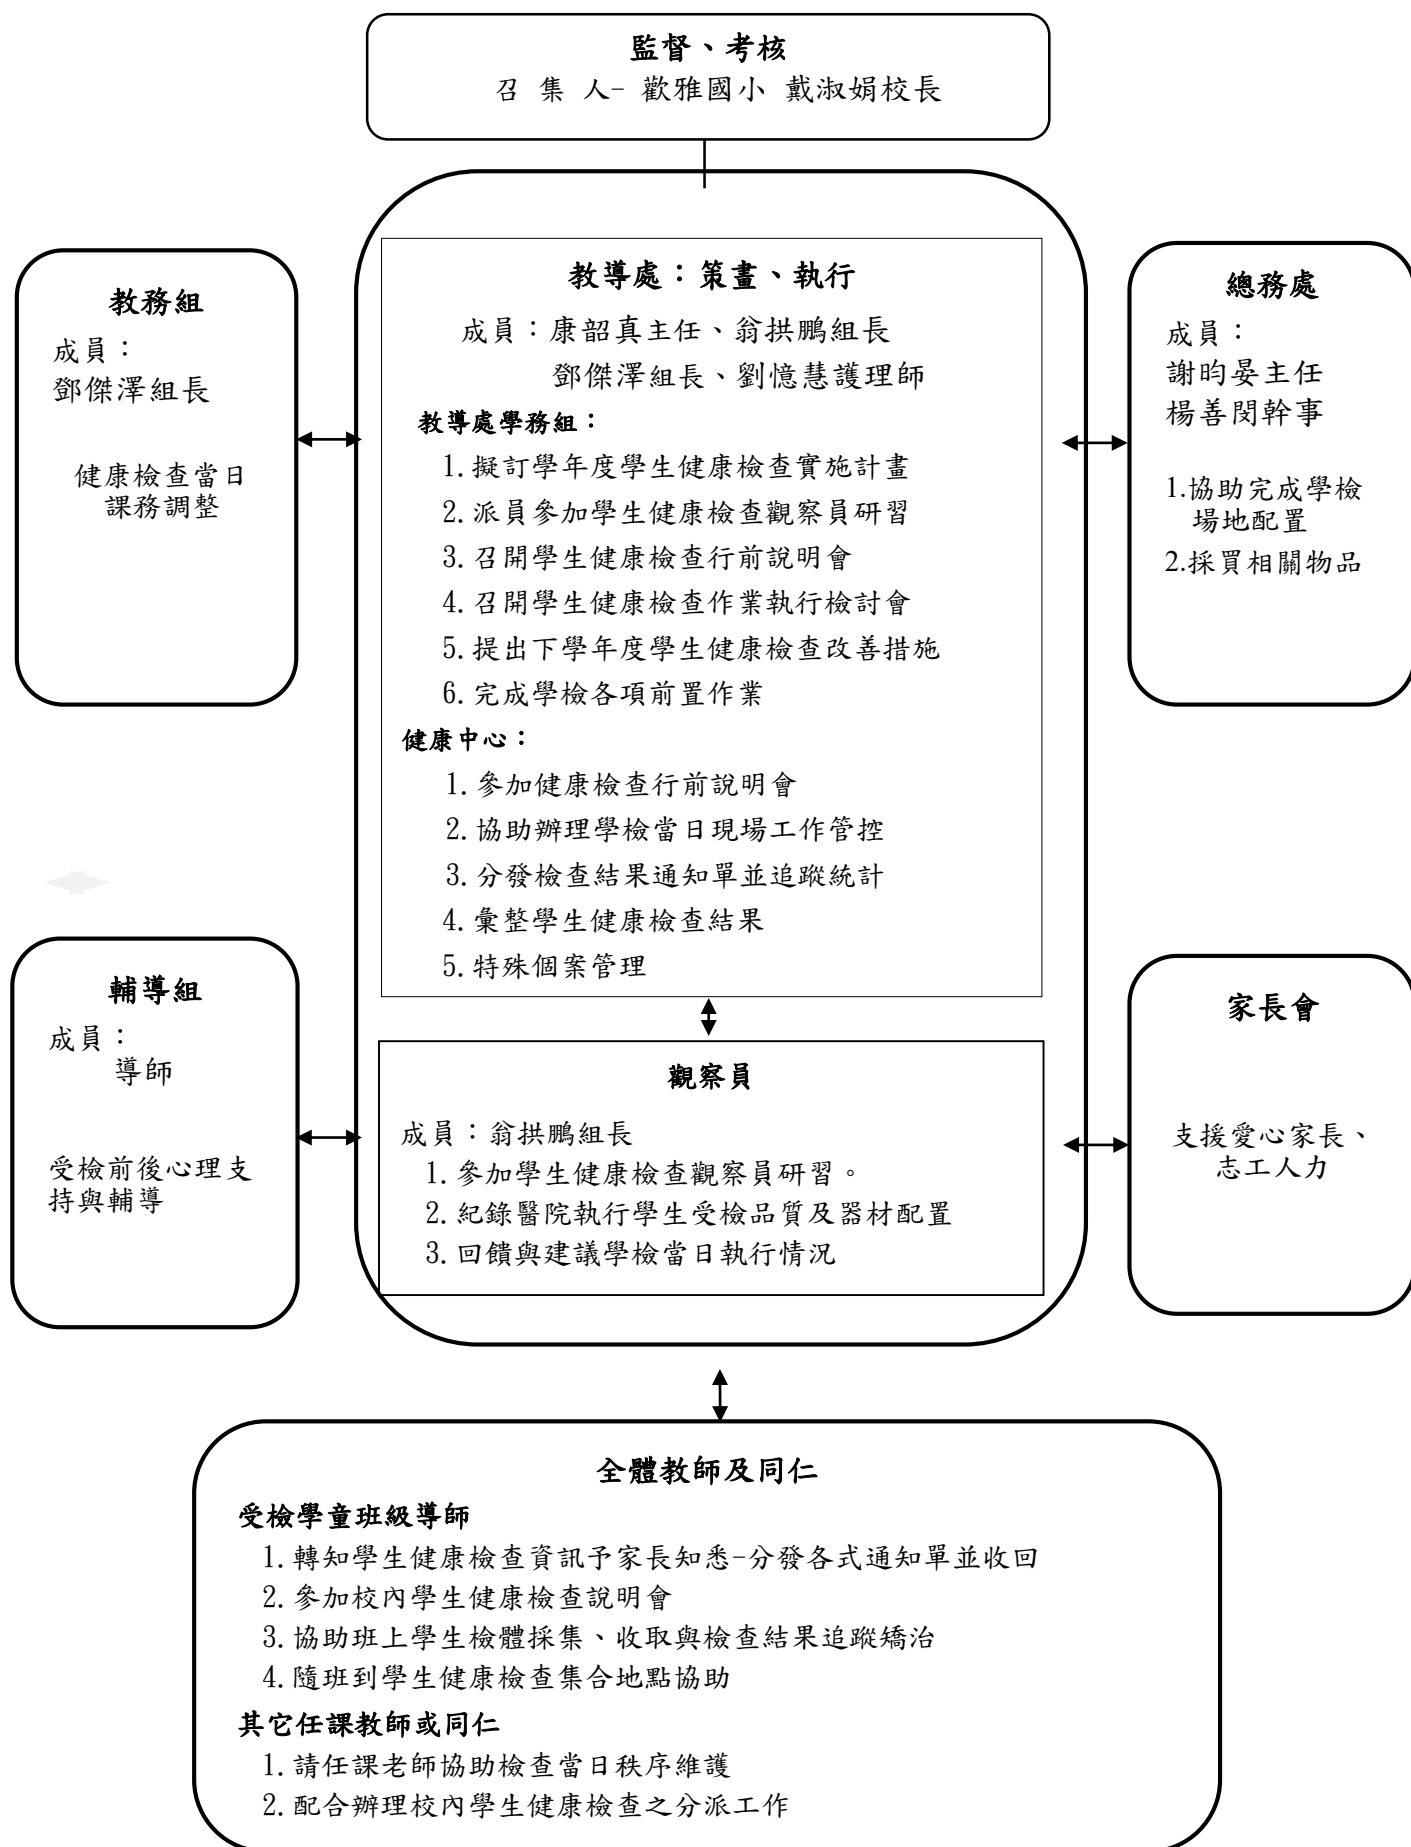 監督、考核
召 集 人- 歡雅國小 戴淑娟校長
教務組
成員：
鄧傑澤組長
健康檢查當日
課務調整
教導處：策畫、執行
成員：康韶真主任、翁拱鵬組長
鄧傑澤組長、劉憶慧護理師
教導處學務組：
1.擬訂學年度學生健康檢查實施計畫
2.派員參加學生健康檢查觀察員研習
3.召開學生健康檢查行前說明會
4.召開學生健康檢查作業執行檢討會
5.提出下學年度學生健康檢查改善措施
6.完成學檢各項前置作業
健康中心：
1.參加健康檢查行前說明會
2.協助辦理學檢當日現場工作管控
3.分發檢查結果通知單並追蹤統計
4.彙整學生健康檢查結果
5.特殊個案管理
總務處
成員：
謝昀晏主任
楊善閔幹事
1.協助完成學檢
場地配置
2.採買相關物品
輔導組
成員：
導師
受檢前後心理支
持與輔導
觀察員
成員：翁拱鵬組長
1.參加學生健康檢查觀察員研習。
2.紀錄醫院執行學生受檢品質及器材配置
3.回饋與建議學檢當日執行情況
家長會
支援愛心家長、
志工人力
全體教師及同仁
受檢學童班級導師
1.轉知學生健康檢查資訊予家長知悉-分發各式通知單並收回
2.參加校內學生健康檢查說明會
3.協助班上學生檢體採集、收取與檢查結果追蹤矯治
4.隨班到學生健康檢查集合地點協助
其它任課教師或同仁
1.請任課老師協助檢查當日秩序維護
2.配合辦理校內學生健康檢查之分派工作